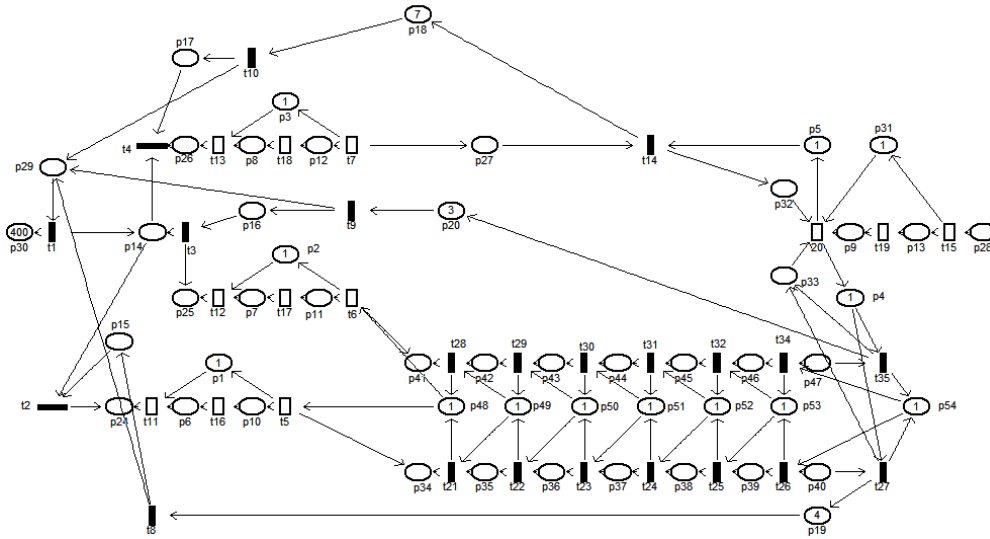 7
p18
p17
t10
1
p3
p5
p31
1
1
t4
p26
t13
p8
t18
p12
t7
p27
t14
p29
p32
p16
t9
3
p20
400
p30
t1
p14
t3
20
p9
t19
p13
t15
p28
p2
1
p33
1
p4
p25
t12
p7
t17
p11
t6
p15
t28
t29
t30
t31
t32
t34
1
p1
p41
p42
p43
p44
p45
p46
p47
t35
t2
p24
t11
p6
t16
p10
t5
1
p48
1
p49
1
p50
1
p51
1
p52
1
p53
1
p54
p34
t21
p35
t22
p36
t23
p37
t24
p38
t25
p39
t26
p40
t27
t8
4
p19